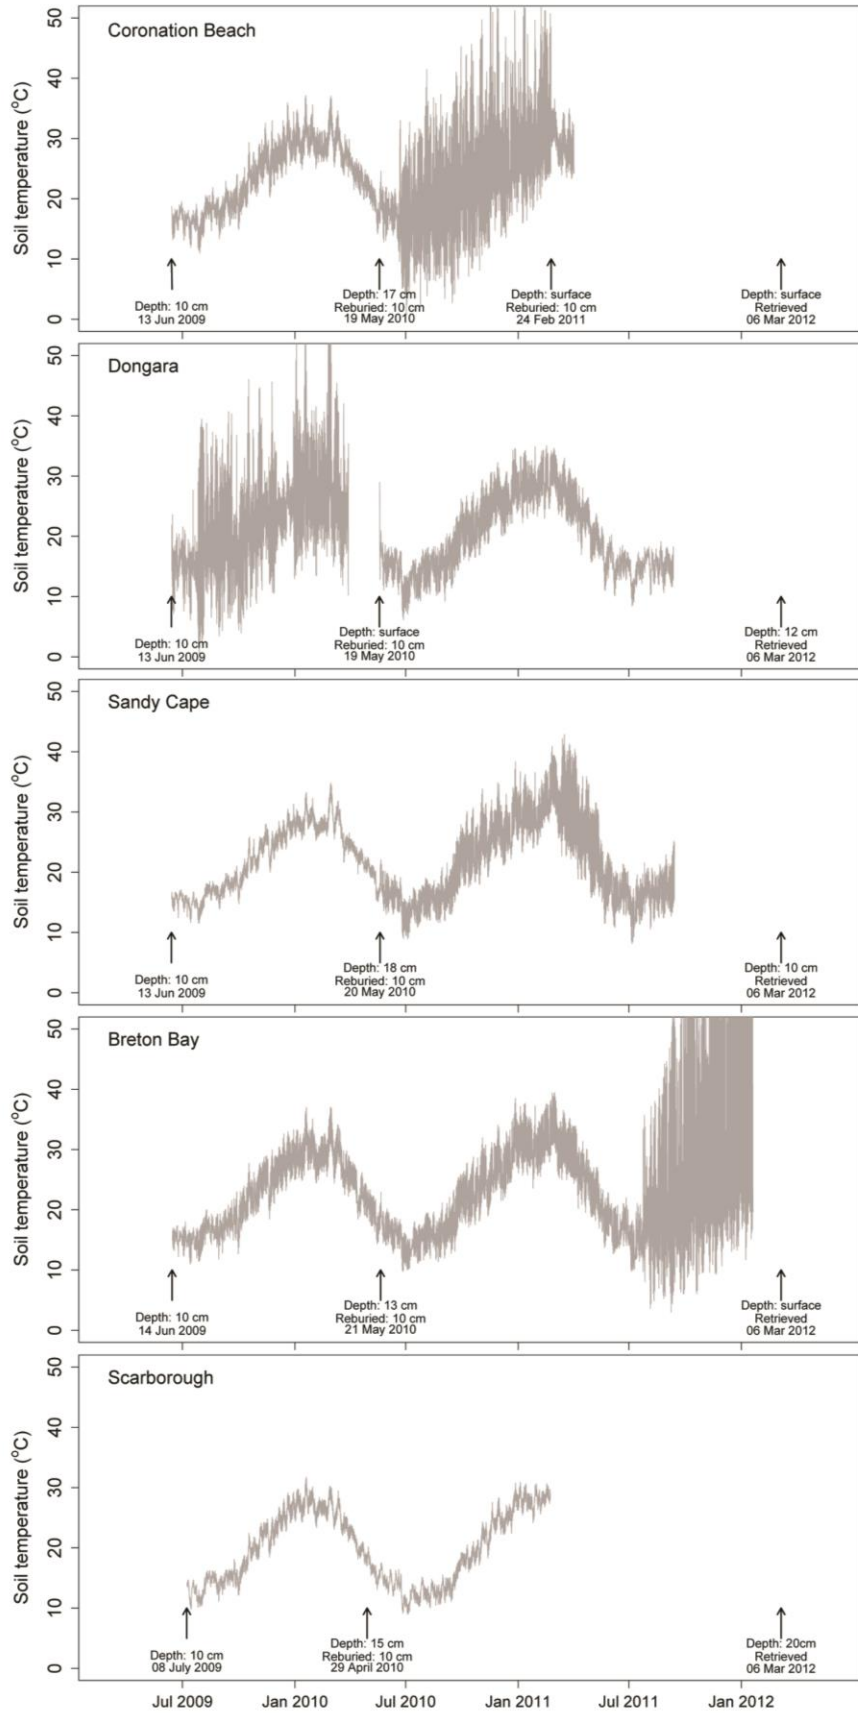 Coronation Beach
Soil temperature (°C)
50
40
30
20
10
0
Depth: 10 cm
13 Jun 2009
Depth: 17 cm
Reburied: 10 cm
19 May 2010
Depth: surface
Reburied: 10 cm
24 Feb 2011
Depth: surface
Retrieved
06 Mar 2012
Dongara
Soil temperature (°C)
50
40
30
20
10
0
Depth: 10 cm
13 Jun 2009
Depth: surface
Reburied: 10 cm
19 May 2010
Depth: 12 cm
Retrieved
06 Mar 2012
Sandy Cape
Soil temperature (°C)
50
40
30
20
10
0
Depth: 10 cm
13 Jun 2009
Depth: 18 cm
Reburied: 10 cm
20 May 2010
Depth: 10 cm
Retrieved
06 Mar 2012
Breton Bay
Soil temperature (°C)
50
40
30
20
10
0
Depth: 10 cm
14 Jun 2009
Depth: 13 cm
Reburied: 10 cm
21 May 2010
Depth: surface
Retrieved
06 Mar 2012
Scarborough
Soil temperature (°C)
50
40
30
20
10
0
Depth: 10 cm
08 July 2009
Depth: 15 cm
Reburied: 10 cm
29 April 2010
Depth: 20cm
Retrieved
06 Mar 2012
Jul 2009
Jan 2010
Jul 2010
Jan 2011
Jul 2011
Jan 2012